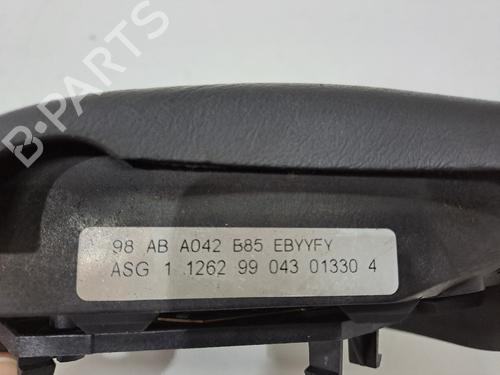 B-PARTS
98 AB A042 B85 EBYYFY
ASG 1 .1262 99 043 01330 4